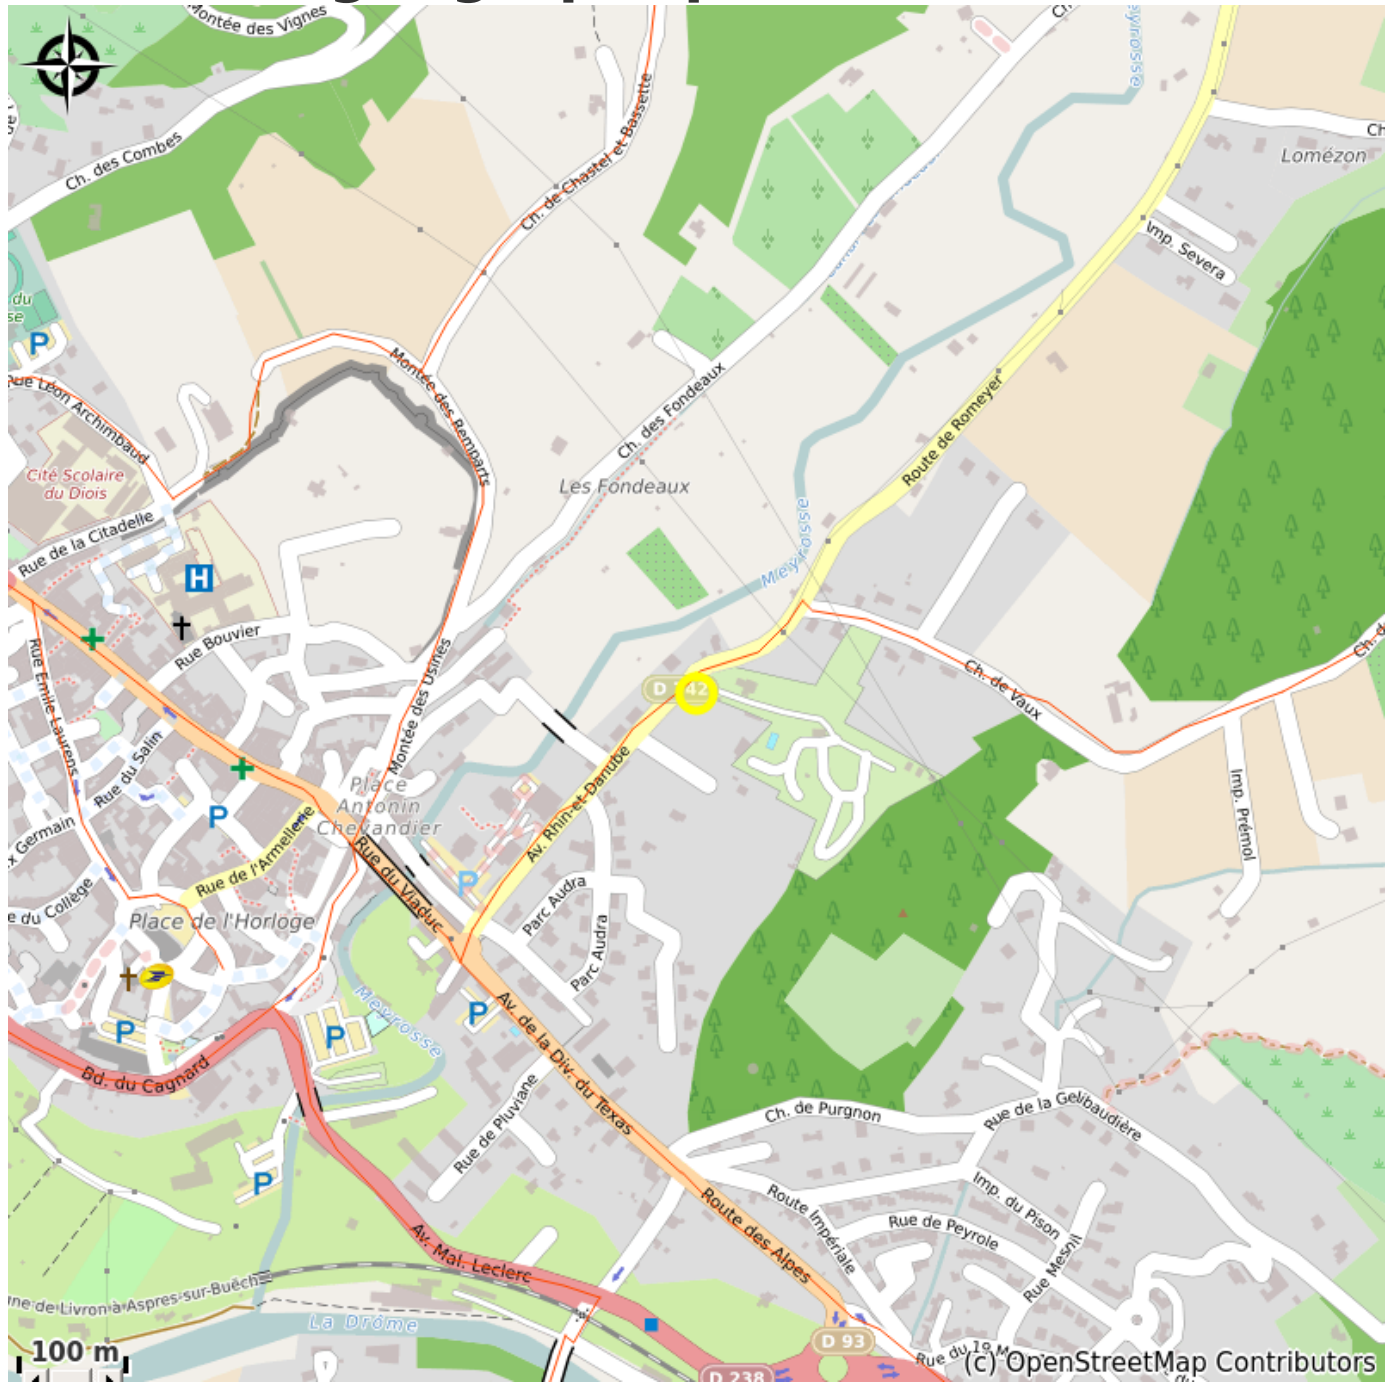 Montée des Vignes
Meyrosse
Ch. des Combes
Ch. de Chastel et Bassette
Lomézon
Imp. Severa
du
P
Rue Léon Archimbaud
Montée des Remparts
Ch. des Fondeaux
Route de Romeyer
Cité Scolaire
du Diois
Les Fondeaux
Rue de la Citadelle
H
Meyrosse
Rue Bouvier
Rue Emile Laurens
Montée des Usines
Ch. de Vaux
Rue du Salin
Place
Antonin
Chevandier
P
Av. Rhin-et-Danube
Imp. Prémol
Germain
Rue de l'Armellerie
Rue du Viaduc
P
Parc Audra
Parc Audra
du Collège
Place de l'Horloge
Meyrosse
P
P
P
Av. de la Div. du Texas
Bd. du Cagnard
Rue de Pluviane
Ch. de Purgnon
Rue de la Gelibaudière
P
Imp. du Pison
Route Impériale
Rue de Peyrole
Rue Mesnil
Route des Alpes
Av. Mal. Leclerc
de Livron à Aspres-sur-Buëch
La Drôme
100 m
D 93
Rue du 19 M
D 238
(c) OpenStreetMap Contributors